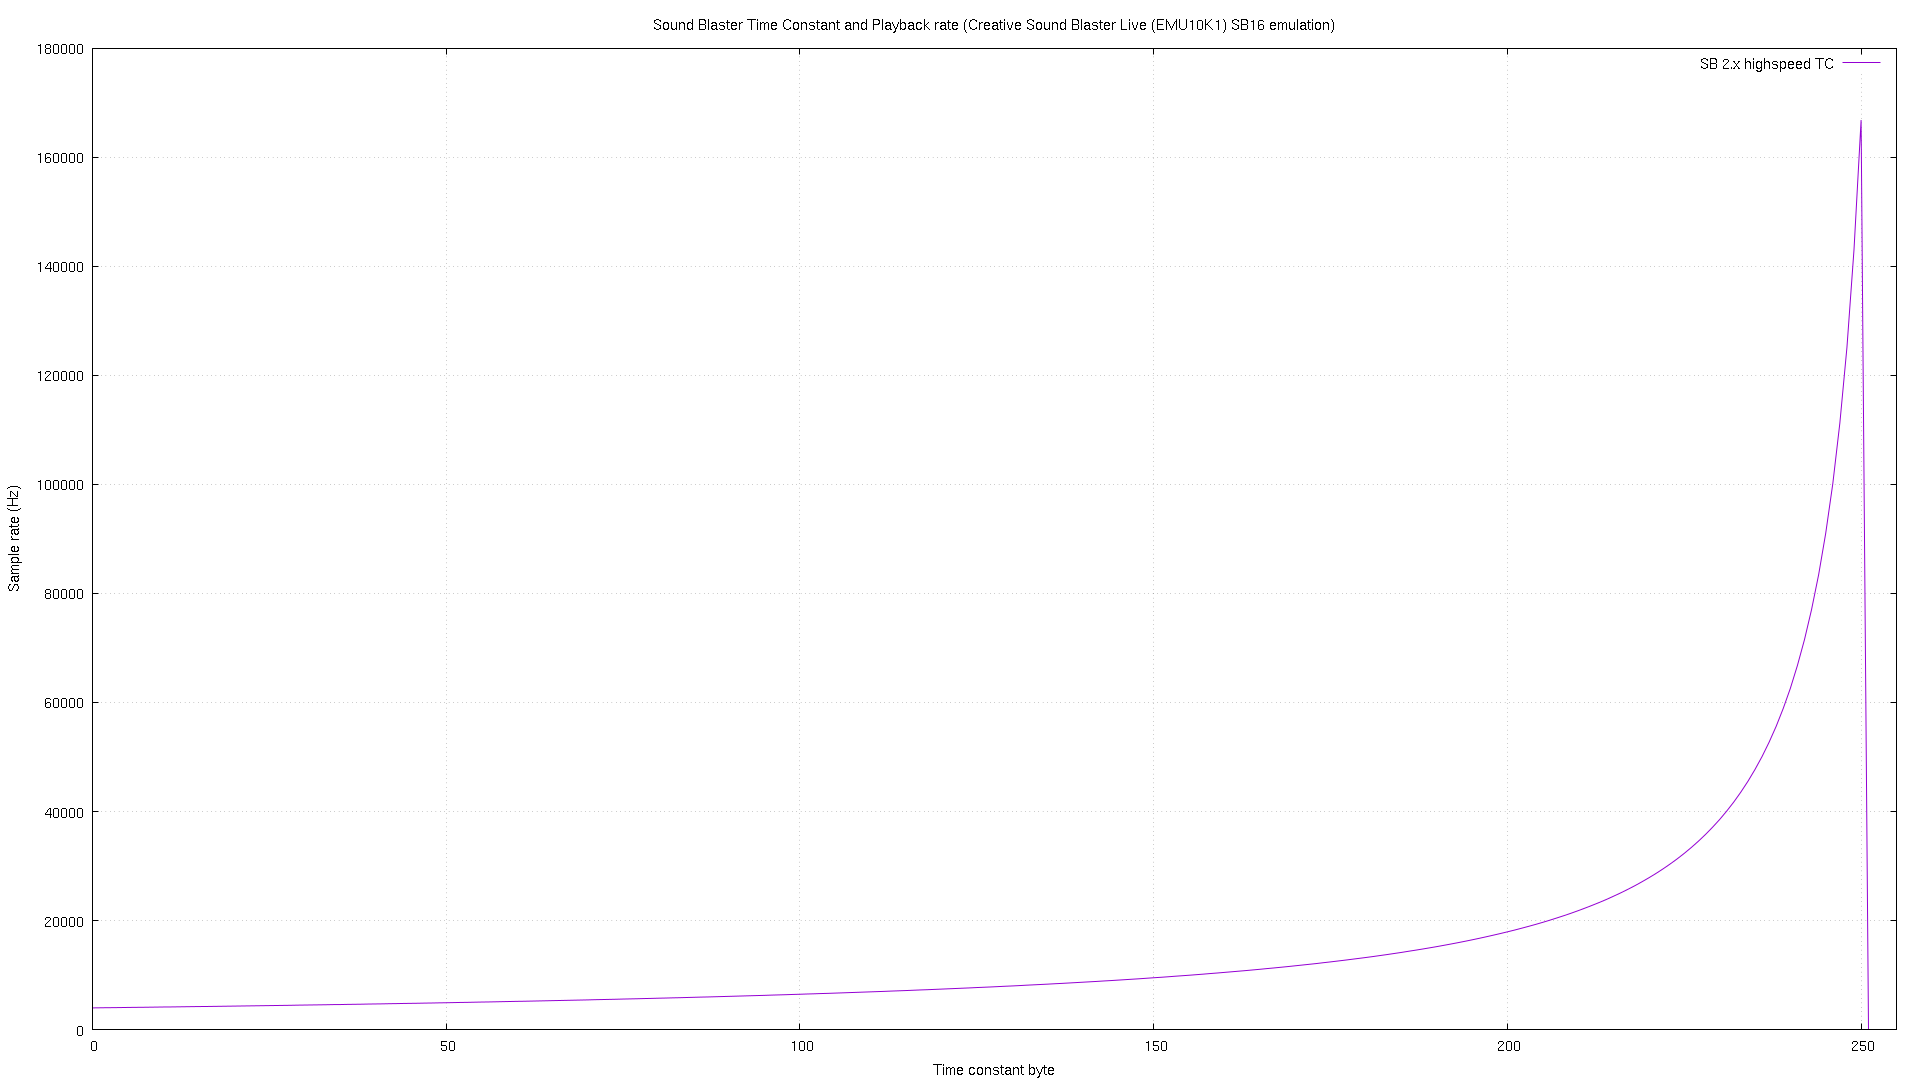 Sound Blaster Time Constant and Playback rate (Creative Sound Blaster Live (EMU10K1) SB16 emulation)
SB 2.x highspeed TC
180000
160000
140000
120000
100000
80000
60000
40000
20000
0
Sample rate (Hz)
0 50 100 150 200 250
Time constant byte